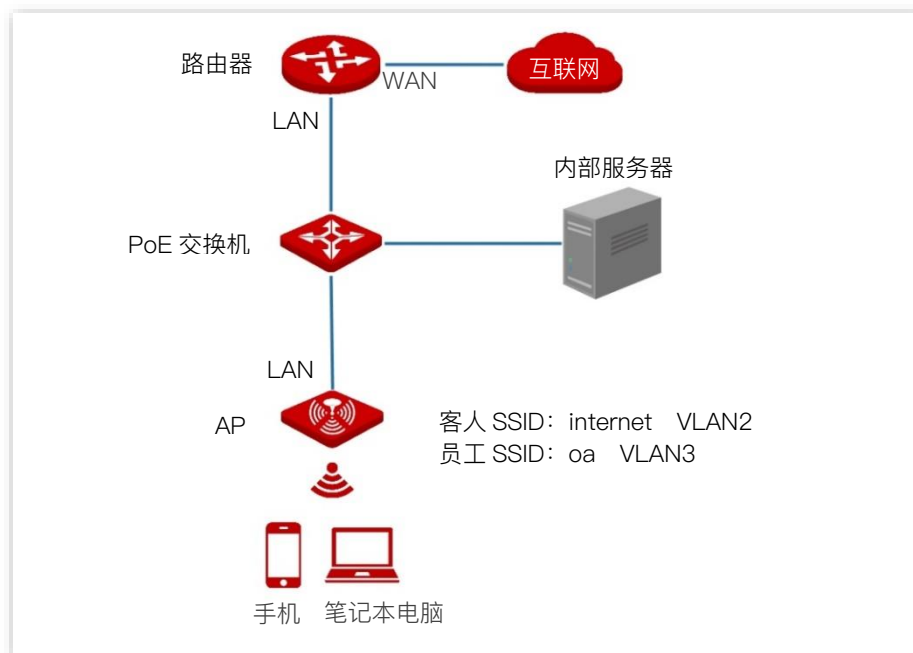 路由器
互联网
WAN
LAN
内部服务器
PoE 交换机
LAN
AP
客人 SSID：internet VLAN2
员工 SSID：oa VLAN3
手机 笔记本电脑